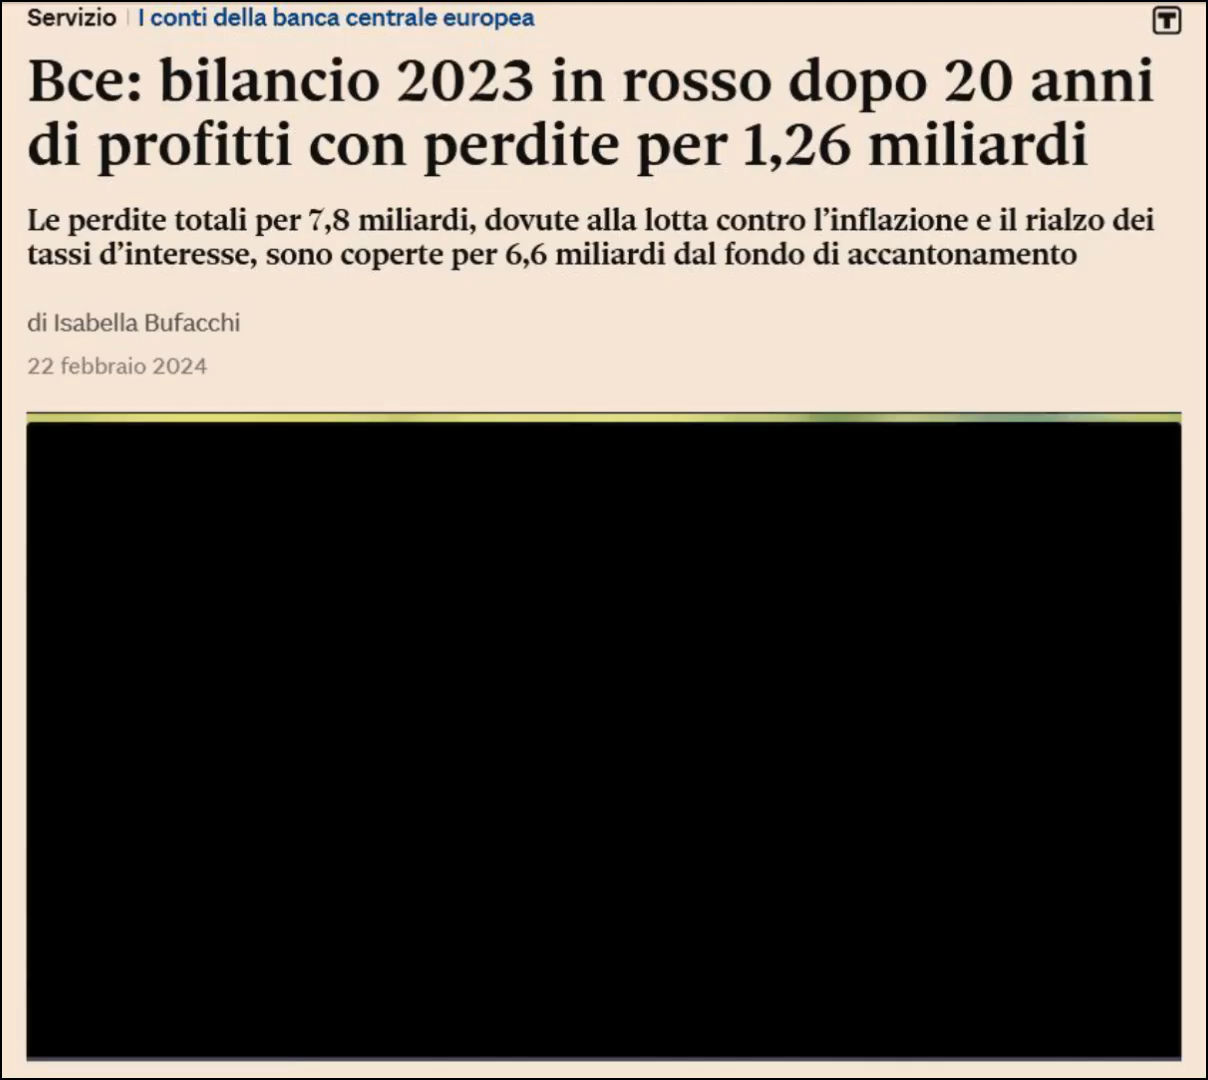 Servizio | I conti della banca centrale europea
T
Bce: bilancio 2023 in rosso dopo 20 anni
di profitti con perdite per 1,26 miliardi
Le perdite totali per 7,8 miliardi, dovute alla lotta contro l’inflazione e il rialzo dei
tassi d’interesse, sono coperte per 6,6 miliardi dal fondo di accantonamento
di Isabella Bufacchi
22 febbraio 2024